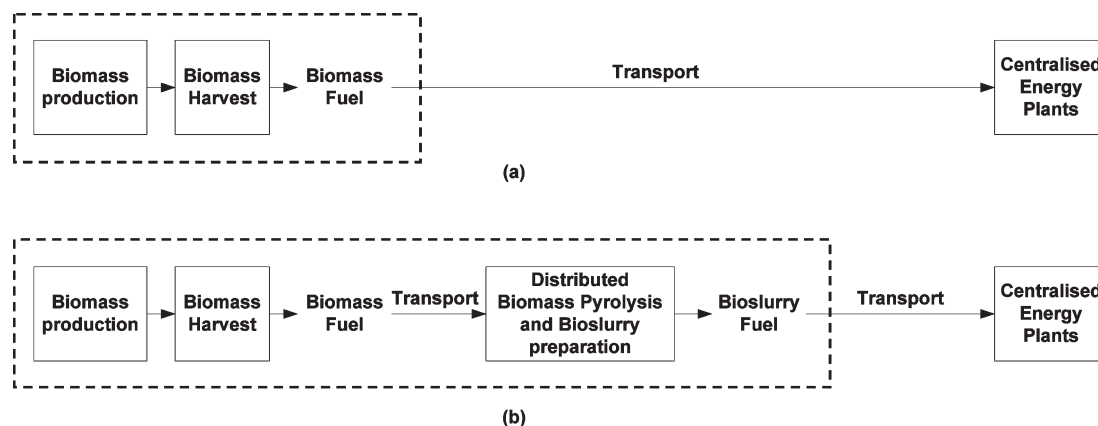 Biomass
production
Biomass
Harvest
Biomass
Fuel
Transport
Centralised
Energy
Plants
(a)
Biomass
production
Biomass
Harvest
Biomass
Fuel
Transport
Distributed
Biomass Pyrolysis
and Bioslurry
preparation
Bioslurry
Fuel
Transport
Centralised
Energy
Plants
(b)